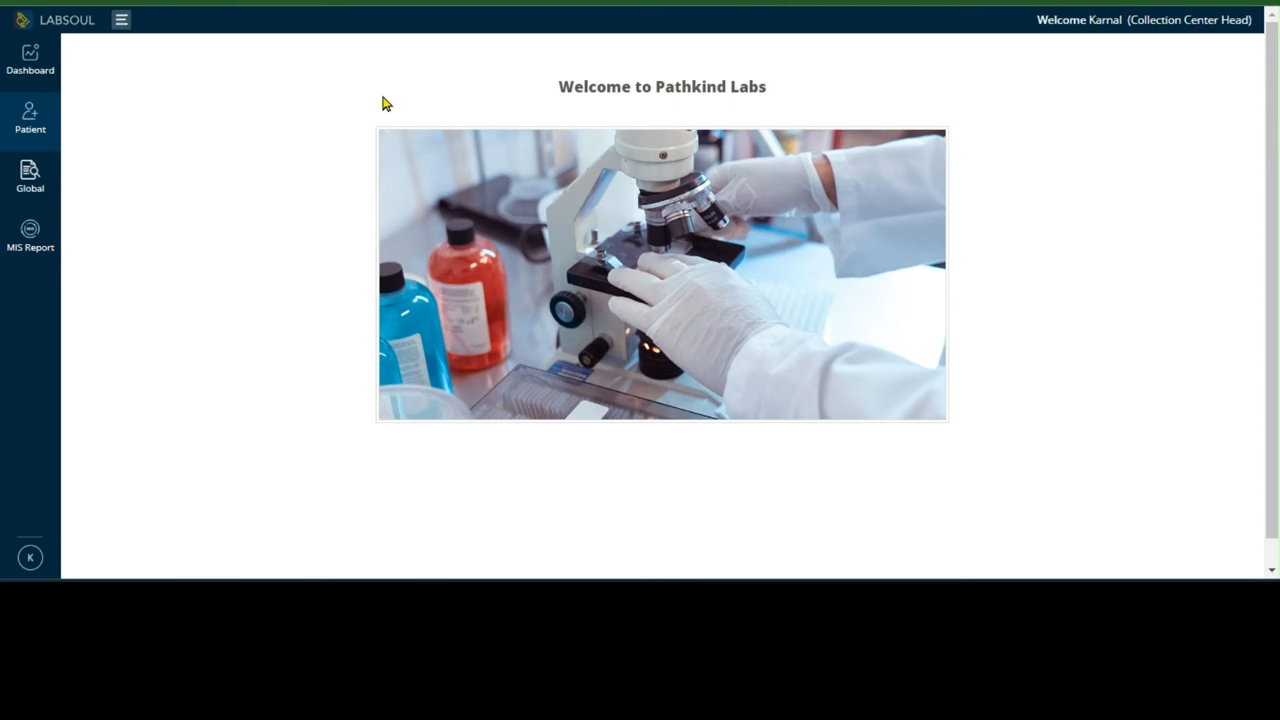 LABSOUL
Welcome Karnal (Collection Center Head)
Dashboard
Patient
Global
MIS Report
K
Welcome to Pathkind Labs